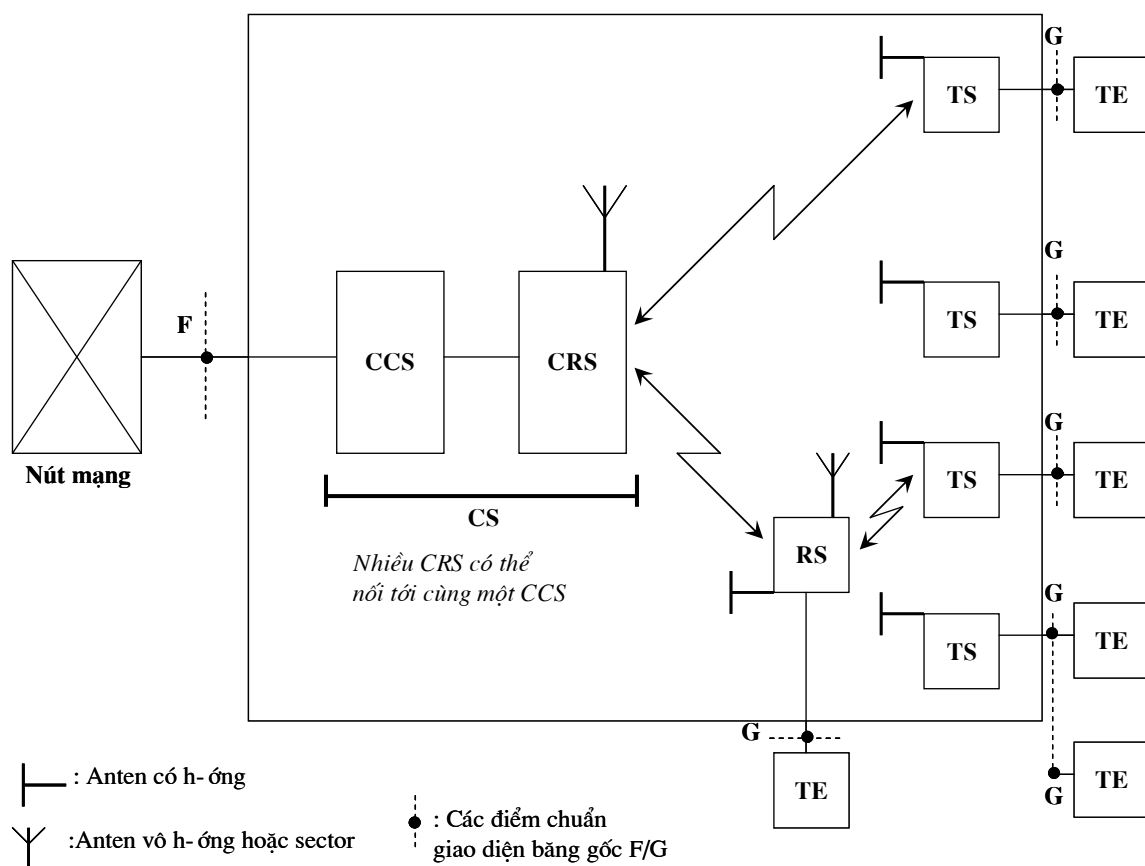 G
TS
TE
G
TS
TE
F
CCS
CRS
Nút mạng
G
TS
TE
CS
RS
Nhiều CRS có thể
nối tới cùng một CCS
G
TS
TE
G
TE
G
TE
: Anten có h- ớng
:Anten vô h- ớng hoặc sector
: Các điểm chuẩn
giao diện băng gốc F/G